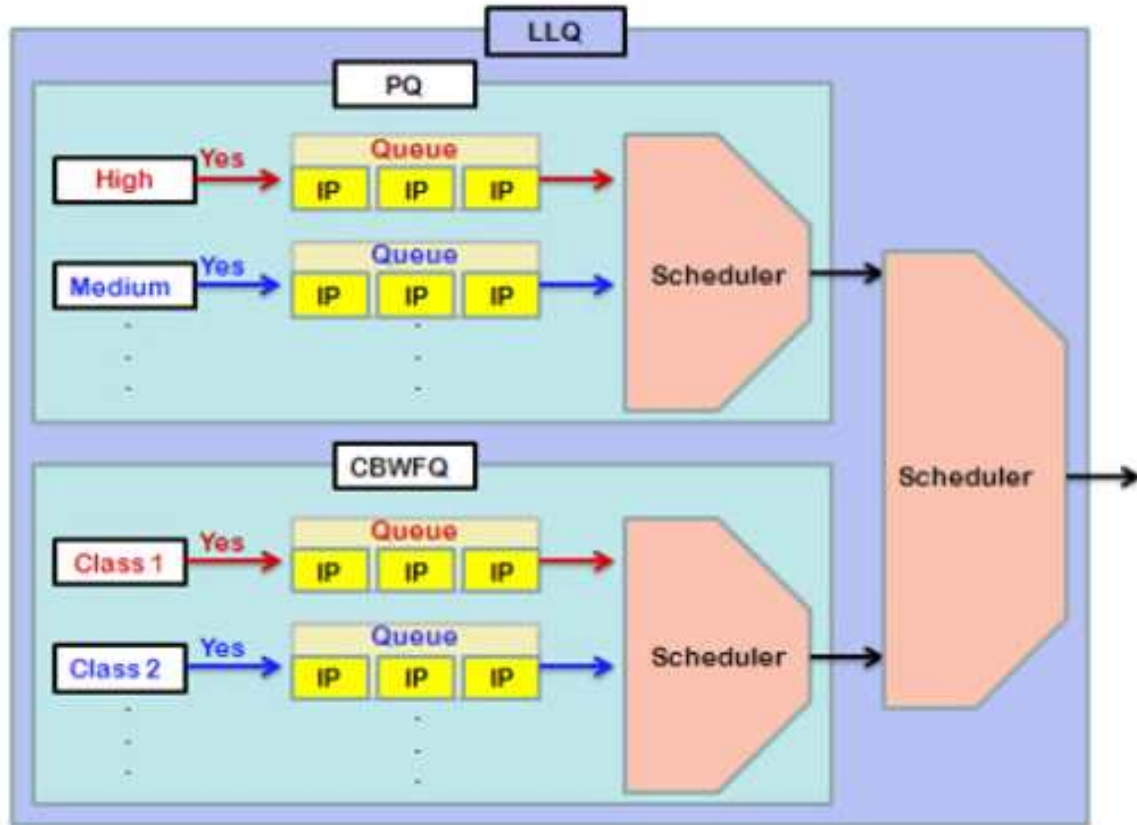 LLQ
PQ
Yes
Queue
High
IP IP IP
Yes
Queue
Medium
IP IP IP
Scheduler
Scheduler
CBWFQ
Yes
Queue
Class 1
IP IP IP
Yes
Queue
Class 2
IP IP IP
Scheduler